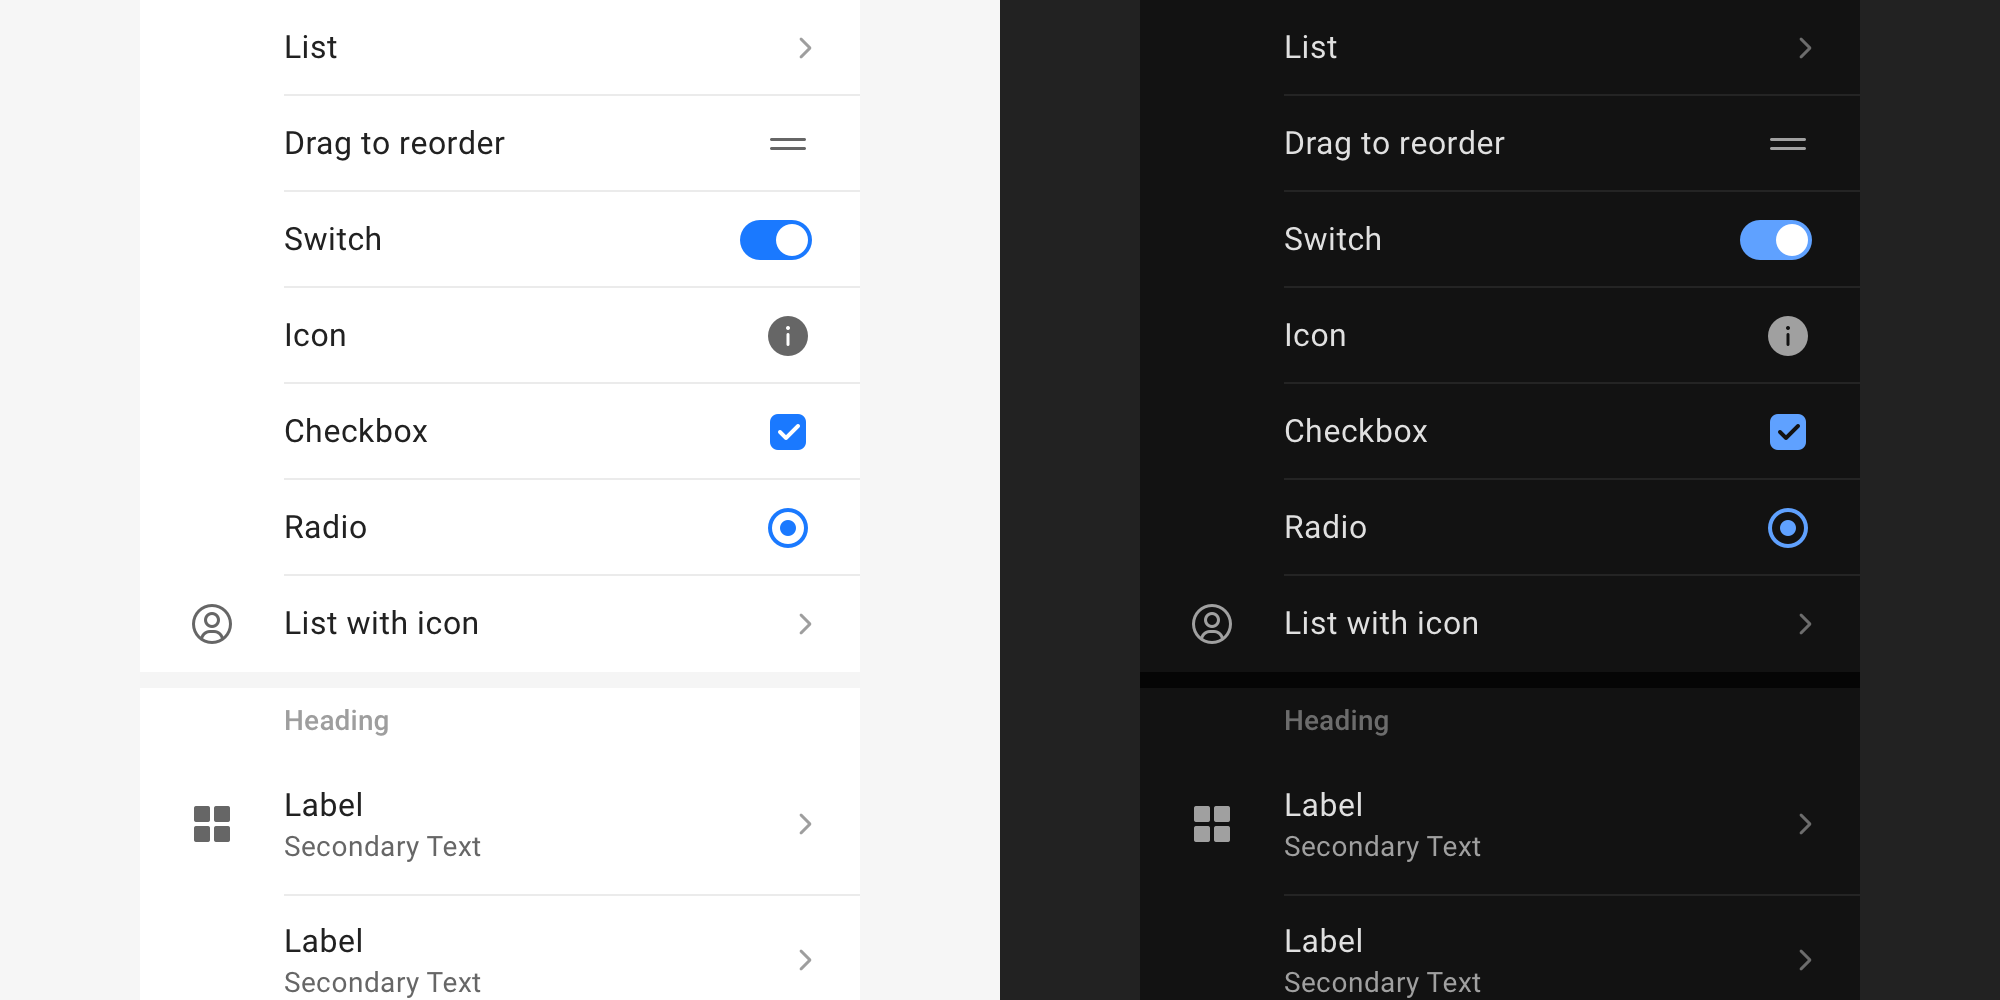 List
Drag to reorder
Switch
Icon
Checkbox
Radio
List with icon
Heading
Label
Secondary Text
Label
Secondary Text
List
Drag to reorder
Switch
Icon
Checkbox
Radio
List with icon
Heading
Label
Secondary Text
Label
Secondary Text